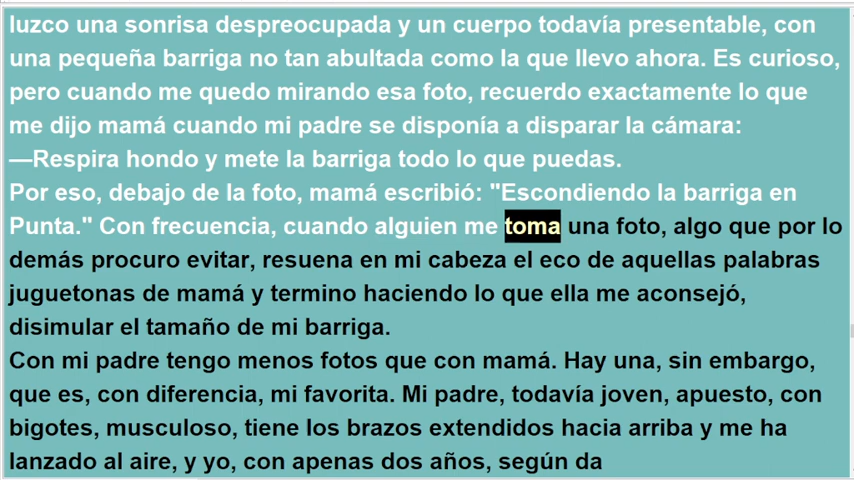 luzco una sonrisa despreocupada y un cuerpo todavía presentable, con
una pequeña barriga no tan abultada como la que llevo ahora. Es curioso,
pero cuando me quedo mirando esa foto, recuerdo exactamente lo que
me dijo mamá cuando mi padre se disponía a disparar la cámara:
—Respira hondo y mete la barriga todo lo que puedas.
Por eso, debajo de la foto, mamá escribió: "Escondiendo la barriga en
Punta." Con frecuencia, cuando alguien me toma una foto, algo que por lo
demás procuro evitar, resuena en mi cabeza el eco de aquellas palabras
juguetonas de mamá y termino haciendo lo que ella me aconsejó,
disimular el tamaño de mi barriga.
Con mi padre tengo menos fotos que con mamá. Hay una, sin embargo,
que es, con diferencia, mi favorita. Mi padre, todavía joven, apuesto, con
bigotes, musculoso, tiene los brazos extendidos hacia arriba y me ha
lanzado al aire, y yo, con apenas dos años, según da